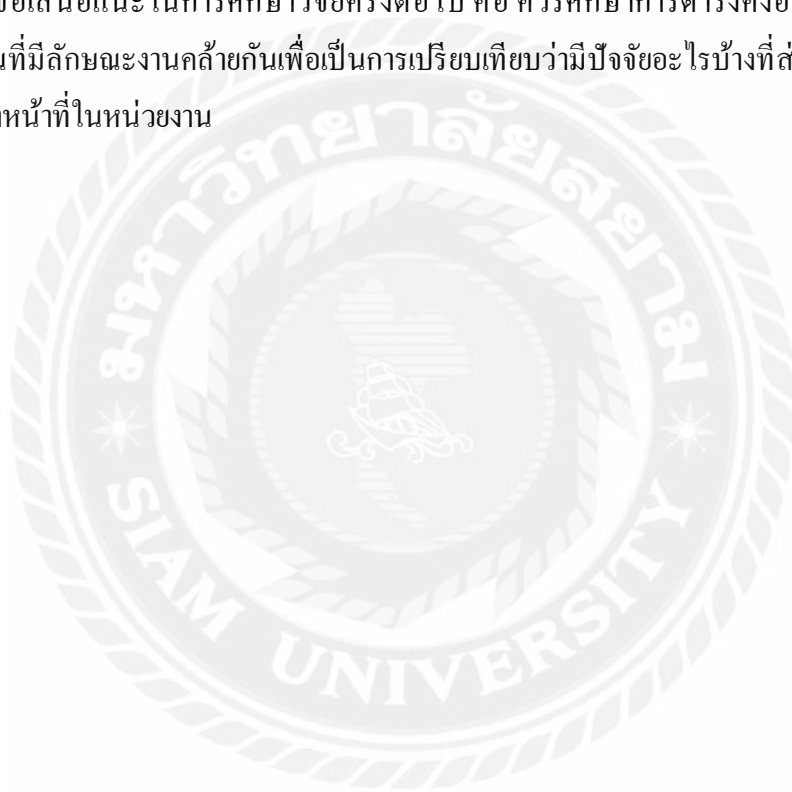 ข้อเสนอแนะในการศึกษาวิจัยครั้งต่อไป คือ ควรศึกษาการดำรงคงอ
ที่มีลักษณะงานคล้ายกันเพื่อเป็นการเปรียบเทียบว่ามีปัจจัยอะไรบ้างที่ส่
หน้าที่ในหน่วยงาน
มหาวิทยาลัยสยาม
SIAM UNIVERSITY